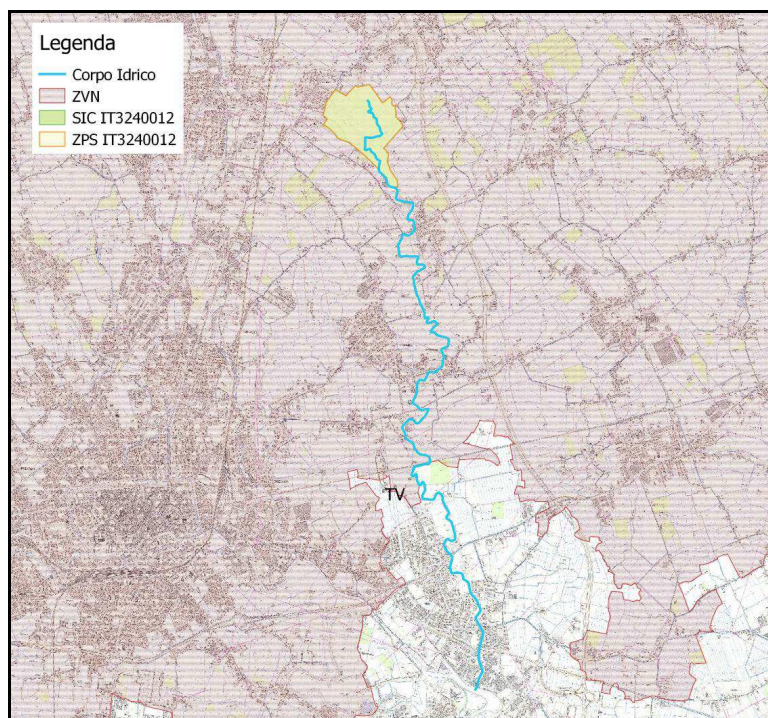 Legenda
Corpo Idrico
ZVN
SIC IT3240012
ZPS IT3240012
TV